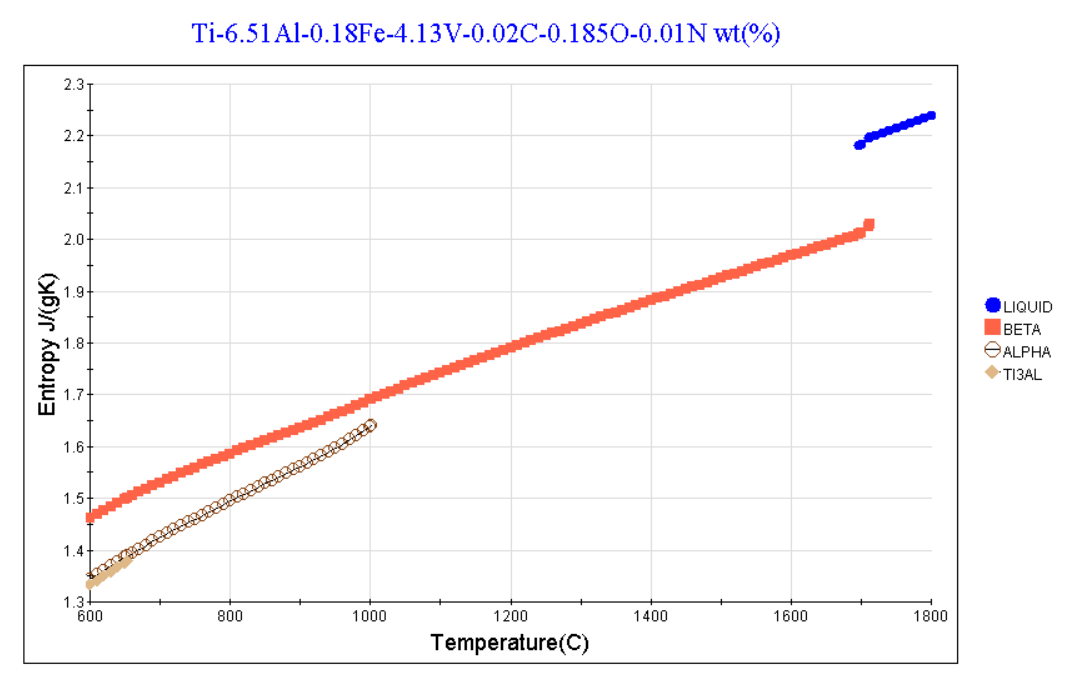 Ti-6.51Al-0.18Fe-4.13V-0.02C-0.185O-0.01N wt(%)
2.3
2.2
2.1
2.0
1.9
1.8
1.7
1.6
1.5
1.4
1.3
Entropy J/(gK)
600 800 1000 1200 1400 1600 1800
Temperature(C)
LIQUID
BETA
ALPHA
TI3AL